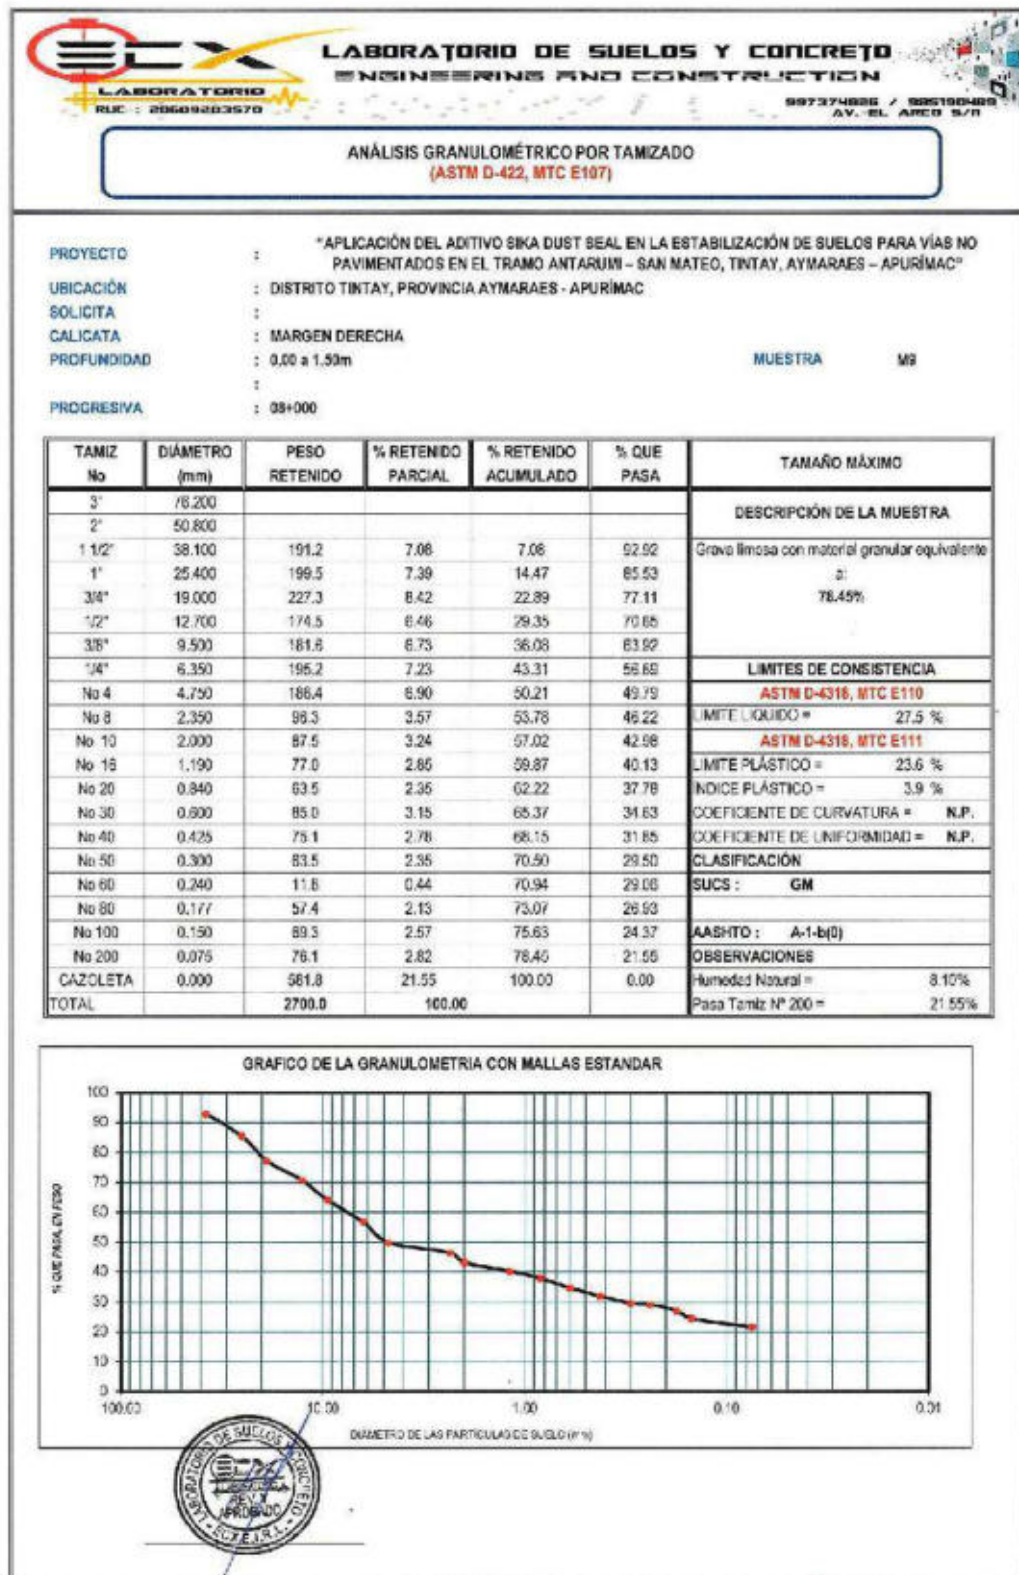 ECX
LABORATORIO
RUC : 20609203570
LABORATORIO DE SUELOS Y CONCRETO
ENGINEERING AND CONSTRUCTION
997374826 / 985190489
AV. EL ARCO S/N
ANÁLISIS GRANULOMÉTRICO POR TAMIZADO
(ASTM D-422, MTC E107)
PROYECTO : "APLICACIÓN DEL ADITIVO SIKA DUST SEAL EN LA ESTABILIZACIÓN DE SUELOS PARA VÍAS NO
PAVIMENTADOS EN EL TRAMO ANTARUMI – SAN MATEO, TINTAY, AYMARAES – APURÍMAC"
UBICACIÓN : DISTRITO TINTAY, PROVINCIA AYMARAES - APURÍMAC
SOLICITA :
CALICATA : MARGEN DERECHA
PROFUNDIDAD : 0.00 a 1.50m MUESTRA M9
:
PROGRESIVA : 08+000
TAMIZ No DIÁMETRO (mm) PESO RETENIDO % RETENIDO PARCIAL % RETENIDO ACUMULADO % QUE PASA TAMAÑO MÁXIMO
3" 76.200
2" 50.800 DESCRIPCIÓN DE LA MUESTRA
1 1/2" 38.100 191.2 7.08 7.08 92.92 Grava limosa con material granular equivalente
1" 25.400 199.5 7.39 14.47 85.53 a:
3/4" 19.000 227.3 8.42 22.89 77.11 78.45%
1/2" 12.700 174.5 6.46 29.35 70.65
3/8" 9.500 181.6 6.73 36.08 63.92
1/4" 6.350 195.2 7.23 43.31 56.69 LIMITES DE CONSISTENCIA
No 4 4.750 186.4 6.90 50.21 49.79 ASTM D-4318, MTC E110
No 8 2.350 96.3 3.57 53.78 46.22 LIMITE LIQUIDO = 27.5 %
No 10 2.000 87.5 3.24 57.02 42.98 ASTM D-4318, MTC E111
No 16 1.190 77.0 2.85 59.87 40.13 LIMITE PLÁSTICO = 23.6 %
No 20 0.840 63.5 2.35 62.22 37.78 INDICE PLÁSTICO = 3.9 %
No 30 0.600 85.0 3.15 65.37 34.63 COEFICIENTE DE CURVATURA = N.P.
No 40 0.425 75.1 2.78 68.15 31.85 COEFICIENTE DE UNIFORMIDAD = N.P.
No 50 0.300 63.5 2.35 70.50 29.50 CLASIFICACIÓN
No 60 0.240 11.8 0.44 70.94 29.06 SUCS : GM
No 80 0.177 57.4 2.13 73.07 26.93
No 100 0.150 69.3 2.57 75.63 24.37 AASHTO : A-1-b(0)
No 200 0.075 76.1 2.82 78.45 21.55 OBSERVACIONES
CAZOLETA 0.000 581.8 21.55 100.00 0.00 Humedad Natural = 8.10%
TOTAL 2700.0 100.00 Pasa Tamiz Nº 200 = 21.55%
GRAFICO DE LA GRANULOMETRIA CON MALLAS ESTANDAR
% QUE PASA, EN PESO
100
90
80
70
60
50
40
30
20
10
0
100.00 10.00 1.00 0.10 0.01
DIÁMETRO DE LAS PARTÍCULAS DE SUELO (mm)
LABORATORIO DE SUELOS Y CONCRETO
ECX
APROBADO
ECX E.I.R.L.